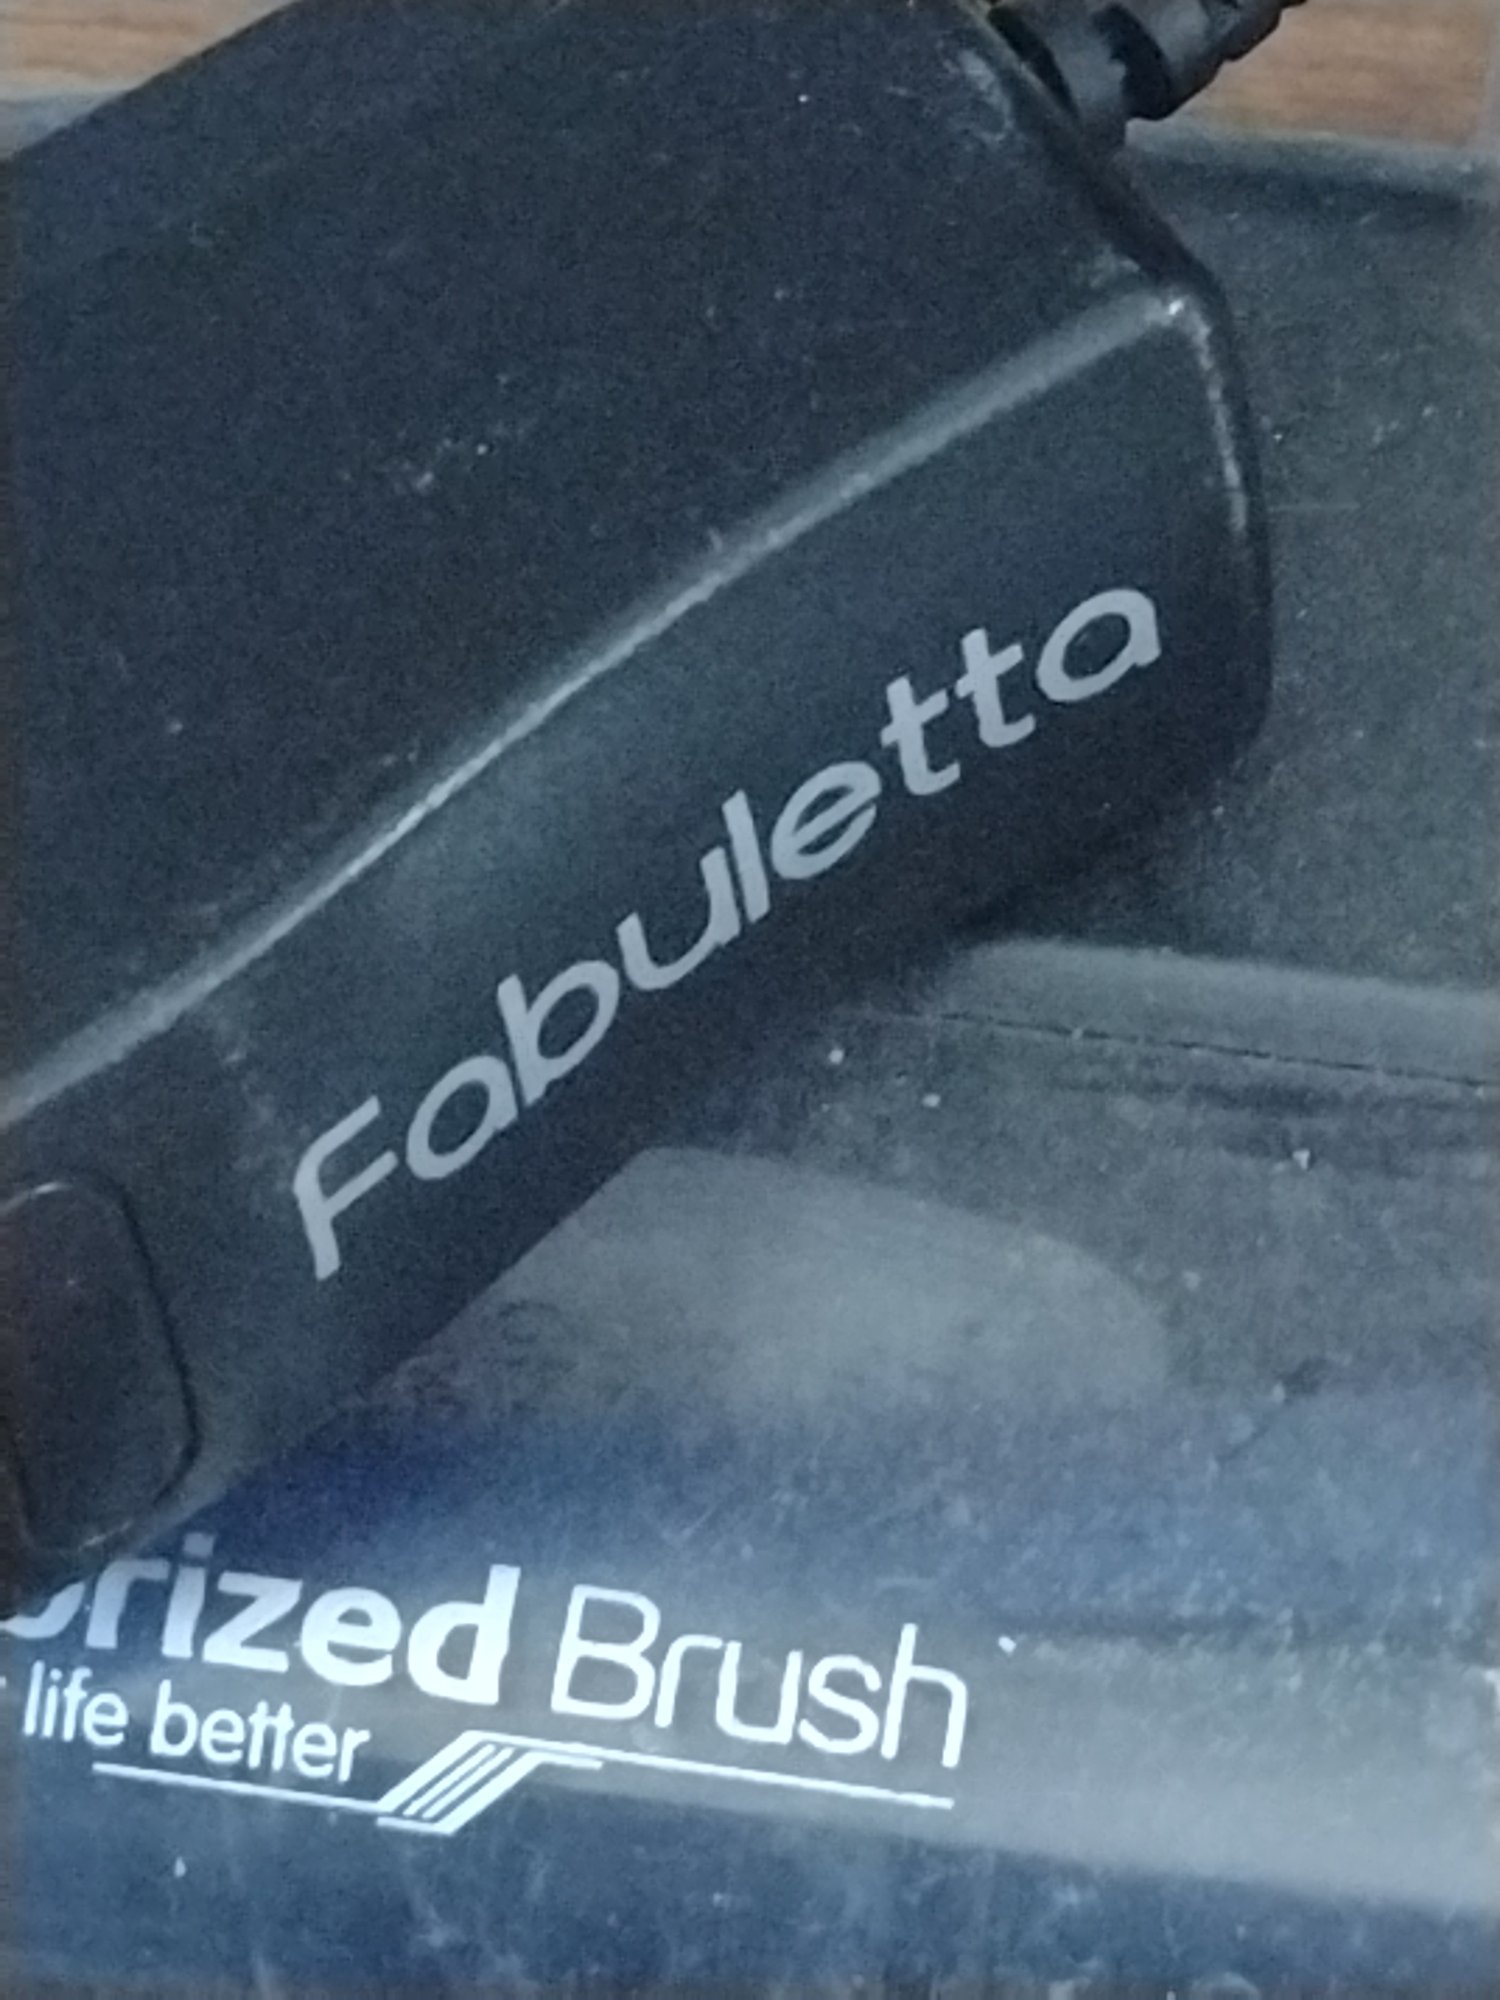 Fabuletta
orized Brush
life better